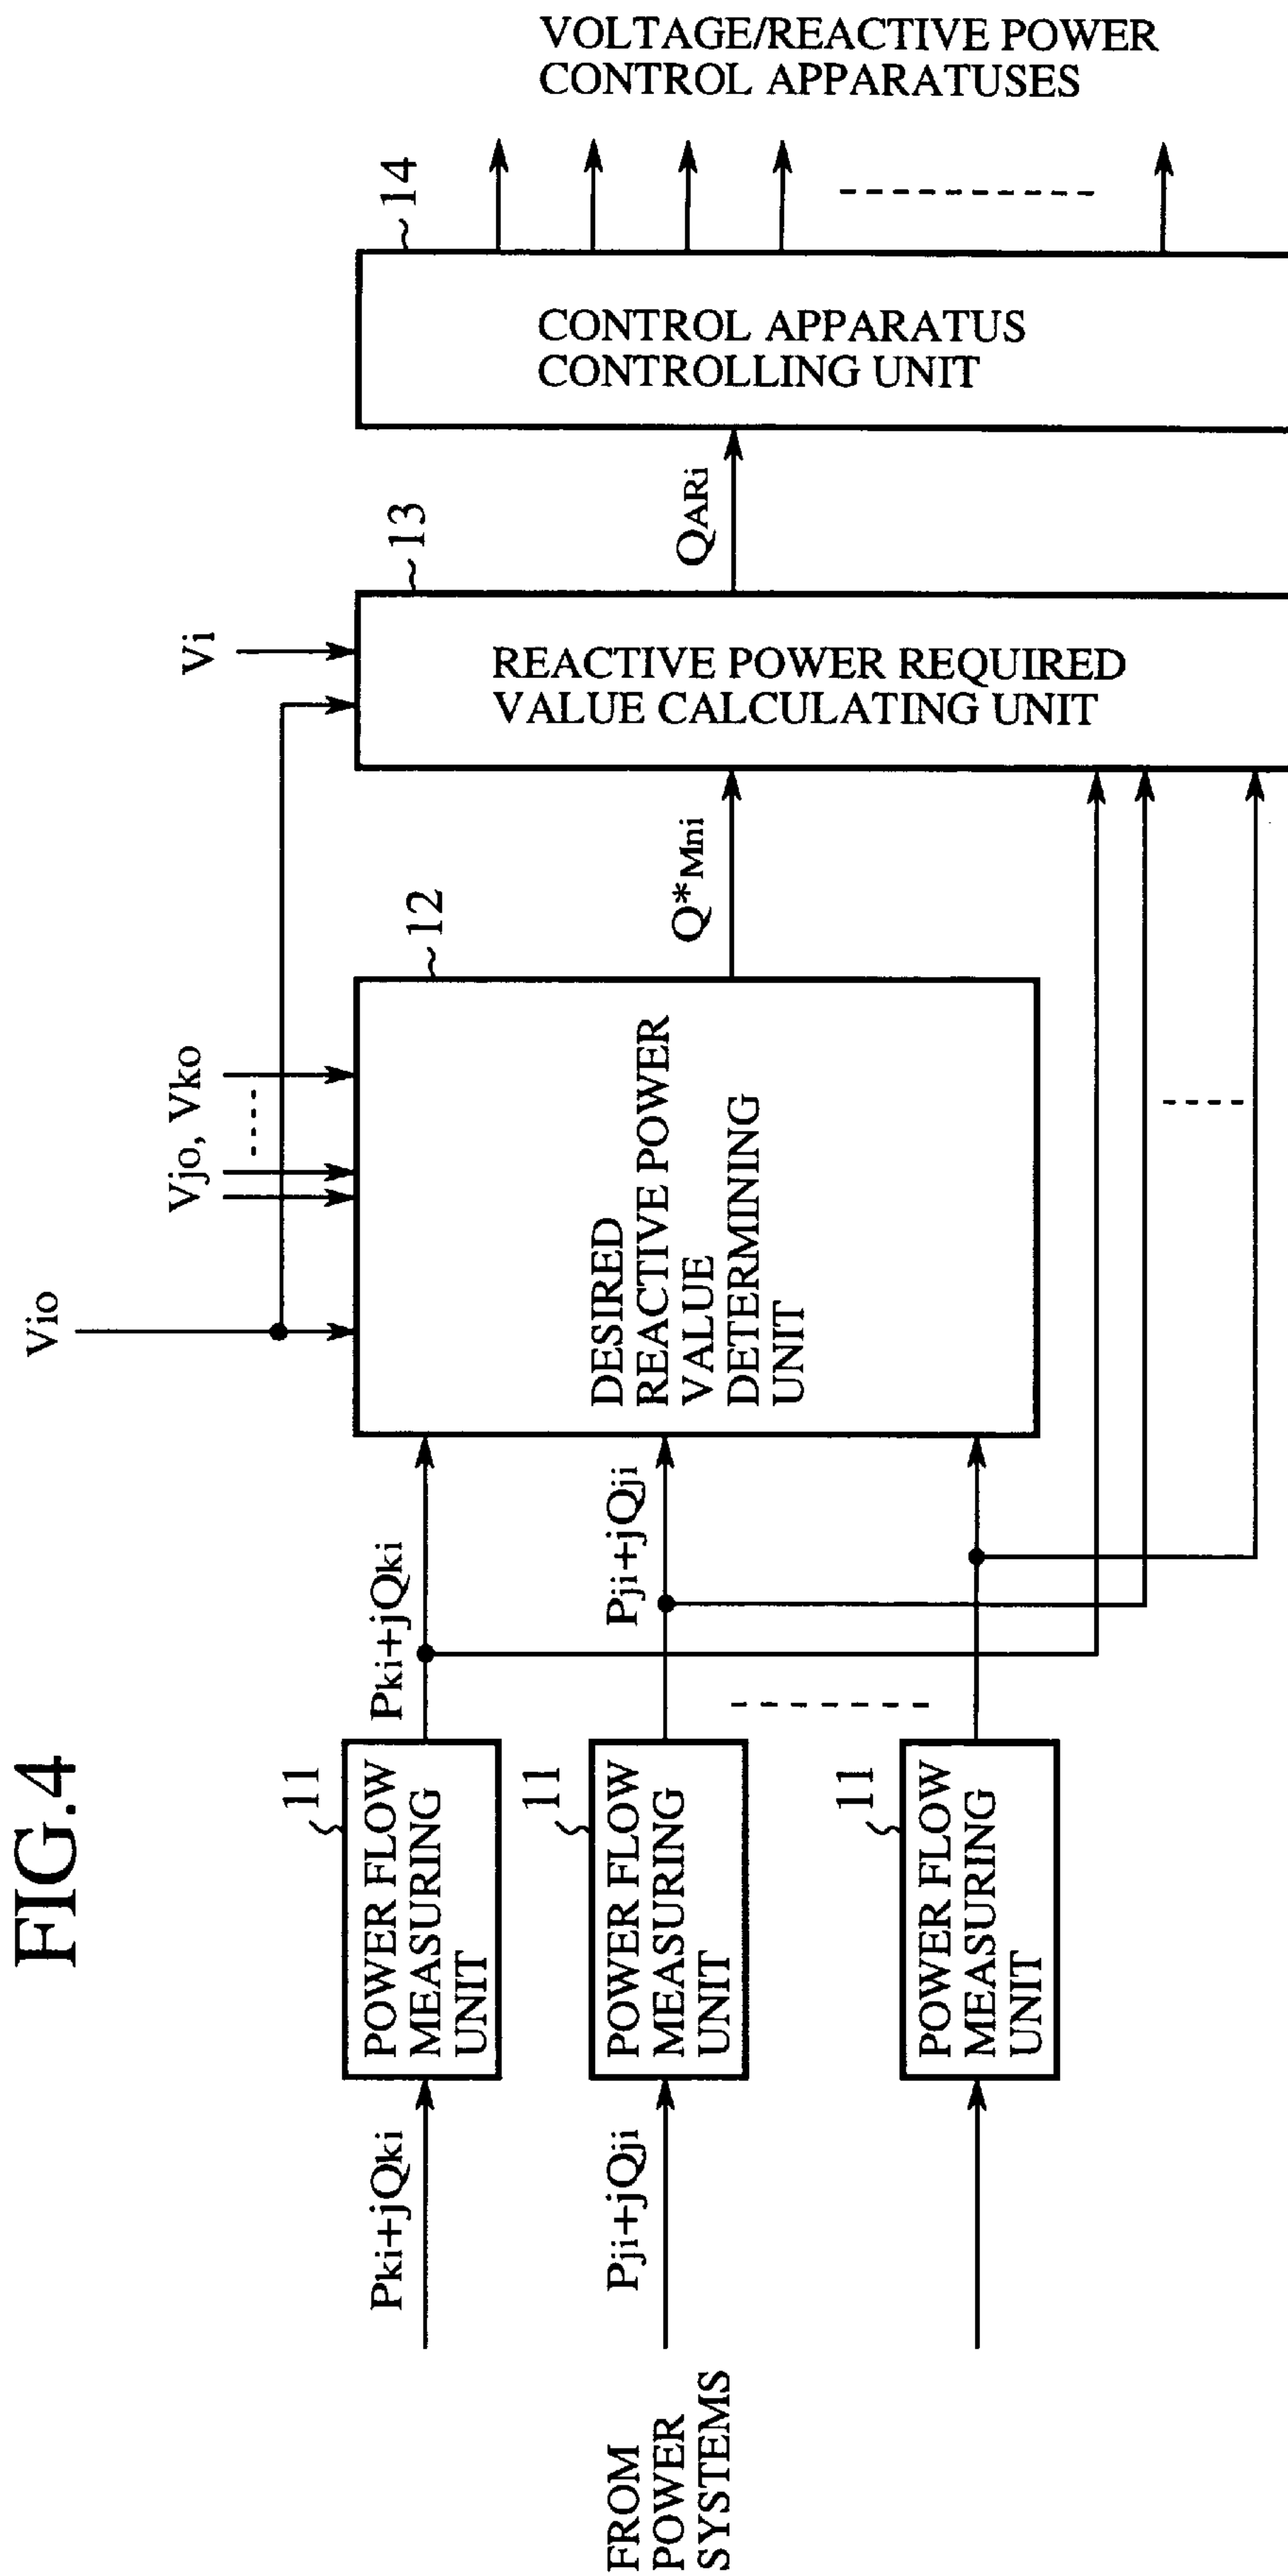 FIG.4
FROM
POWER
SYSTEMS
Pki+jQki
Pji+jQji
11
POWER FLOW
MEASURING
UNIT
11
POWER FLOW
MEASURING
UNIT
11
POWER FLOW
MEASURING
UNIT
Pki+jQki
Pji+jQji
Vio
Vjo, Vko
12
DESIRED
REACTIVE POWER
VALUE
DETERMINING
UNIT
Q*Mni
Vi
13
REACTIVE POWER REQUIRED
VALUE CALCULATING UNIT
QARi
14
CONTROL APPARATUS
CONTROLLING UNIT
VOLTAGE/REACTIVE POWER
CONTROL APPARATUSES